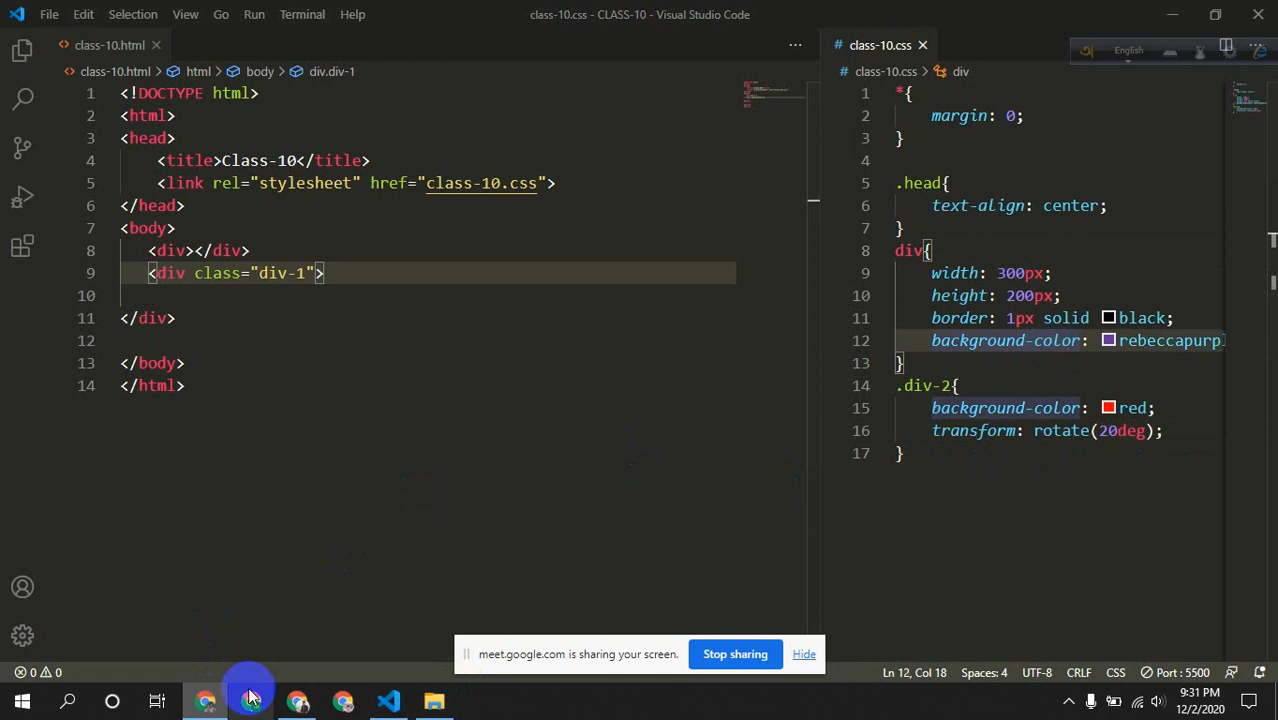 File Edit Selection View Go Run Terminal Help
class-10.css - CLASS-10 - Visual Studio Code
class-10.html
class-10.html html body div.div-1
1 <!DOCTYPE html>
2 <html>
3 <head>
4 <title>Class-10</title>
5 <link rel="stylesheet" href="class-10.css">
6 </head>
7 <body>
8 <div></div>
9 <div class="div-1">
10
11 </div>
12
13 </body>
14 </html>
# class-10.css
অ English
# class-10.css div
1 *{
2 margin: 0;
3 }
4
5 .head{
6 text-align: center;
7 }
8 div{
9 width: 300px;
10 height: 200px;
11 border: 1px solid black;
12 background-color: rebeccapurpl
13 }
14 .div-2{
15 background-color: red;
16 transform: rotate(20deg);
17 }
meet.google.com is sharing your screen. Stop sharing Hide
0 0 Ln 12, Col 18 Spaces: 4 UTF-8 CRLF CSS Port : 5500
9:31 PM
12/2/2020